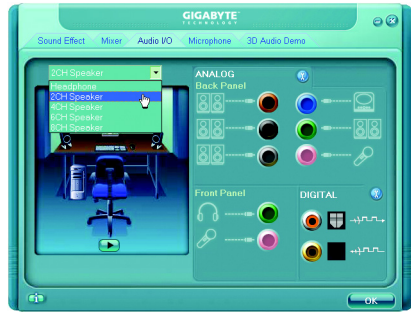 GIGABYTE
TECHNOLOGY
Sound Effect Mixer Audio I/O Microphone 3D Audio Demo
2CH Speaker
Headphone
2CH Speaker
4CH Speaker
6CH Speaker
8CH Speaker
ANALOG
Back Panel
Front Panel
DIGITAL
OK